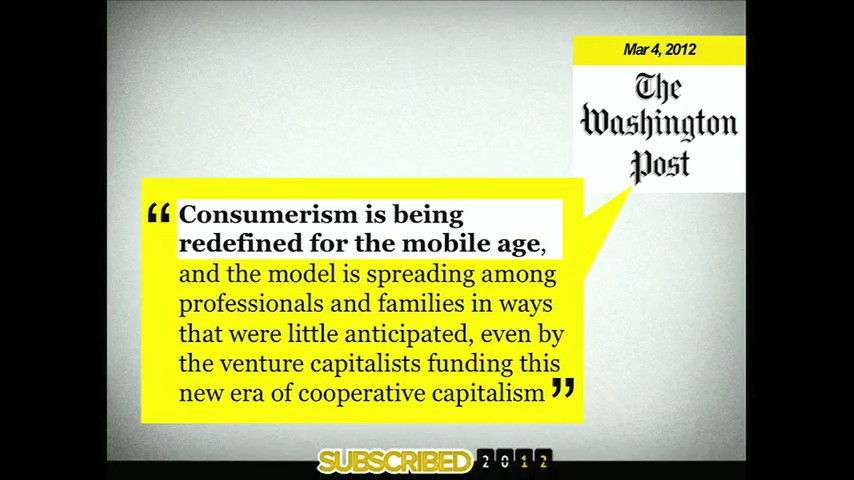 Mar 4, 2012
The
Washington
Post
“ Consumerism is being
redefined for the mobile age,
and the model is spreading among
professionals and families in ways
that were little anticipated, even by
the venture capitalists funding this
new era of cooperative capitalism ”
SUBSCRIBED 2012